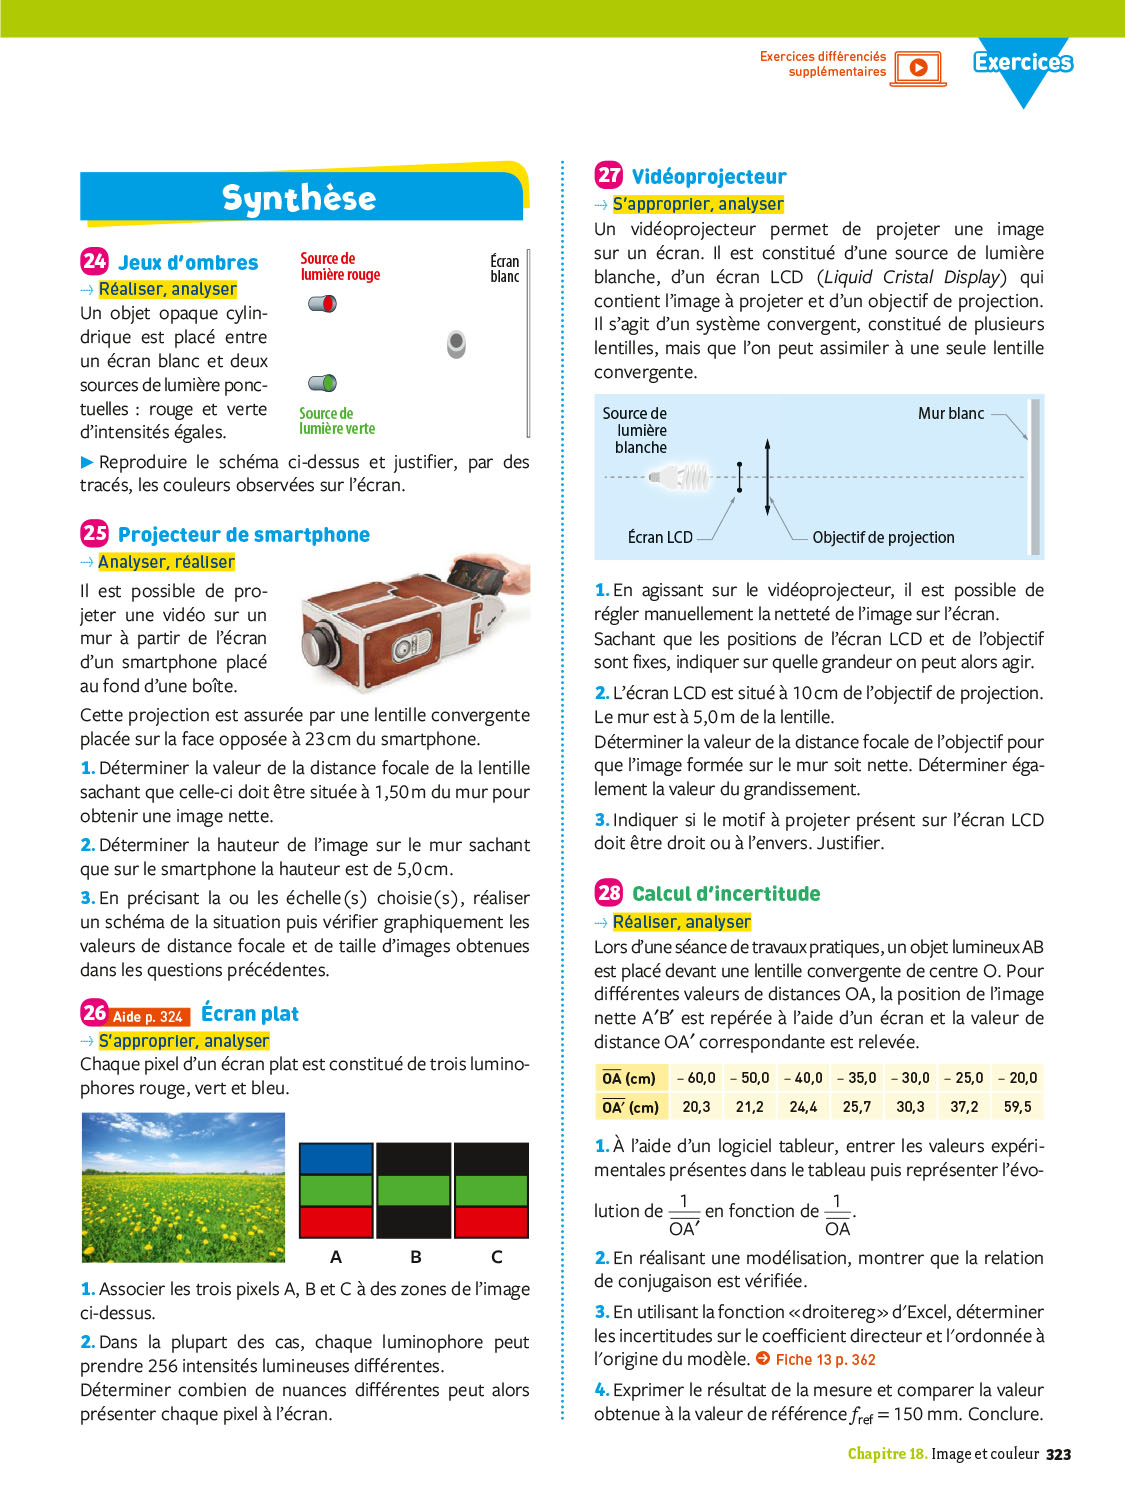 Exercices différenciés
supplémentaires
Exercices
Synthèse
24 Jeux d'ombres
→ Réaliser, analyser
Un objet opaque cylin-
drique est placé entre
un écran blanc et deux
sources de lumière ponc-
tuelles : rouge et verte
d'intensités égales.
Source de
lumière rouge
Écran
blanc
Source de
lumière verte
▶ Reproduire le schéma ci-dessus et justifier, par des
tracés, les couleurs observées sur l'écran.
25 Projecteur de smartphone
→ Analyser, réaliser
Il est possible de pro-
jeter une vidéo sur un
mur à partir de l'écran
d'un smartphone placé
au fond d'une boîte.
Cette projection est assurée par une lentille convergente
placée sur la face opposée à 23 cm du smartphone.
1. Déterminer la valeur de la distance focale de la lentille
sachant que celle-ci doit être située à 1,50 m du mur pour
obtenir une image nette.
2. Déterminer la hauteur de l'image sur le mur sachant
que sur le smartphone la hauteur est de 5,0 cm.
3. En précisant la ou les échelle(s) choisie(s), réaliser
un schéma de la situation puis vérifier graphiquement les
valeurs de distance focale et de taille d'images obtenues
dans les questions précédentes.
26 Aide p. 324 Écran plat
→ S'approprier, analyser
Chaque pixel d'un écran plat est constitué de trois lumino-
phores rouge, vert et bleu.
A B C
1. Associer les trois pixels A, B et C à des zones de l'image
ci-dessus.
2. Dans la plupart des cas, chaque luminophore peut
prendre 256 intensités lumineuses différentes.
Déterminer combien de nuances différentes peut alors
présenter chaque pixel à l'écran.
27 Vidéoprojecteur
→ S'approprier, analyser
Un vidéoprojecteur permet de projeter une image
sur un écran. Il est constitué d'une source de lumière
blanche, d'un écran LCD (Liquid Cristal Display) qui
contient l'image à projeter et d'un objectif de projection.
Il s'agit d'un système convergent, constitué de plusieurs
lentilles, mais que l'on peut assimiler à une seule lentille
convergente.
Source de
lumière
blanche
Mur blanc
Écran LCD
Objectif de projection
1. En agissant sur le vidéoprojecteur, il est possible de
régler manuellement la netteté de l'image sur l'écran.
Sachant que les positions de l'écran LCD et de l'objectif
sont fixes, indiquer sur quelle grandeur on peut alors agir.
2. L'écran LCD est situé à 10 cm de l'objectif de projection.
Le mur est à 5,0 m de la lentille.
Déterminer la valeur de la distance focale de l'objectif pour
que l'image formée sur le mur soit nette. Déterminer éga-
lement la valeur du grandissement.
3. Indiquer si le motif à projeter présent sur l'écran LCD
doit être droit ou à l'envers. Justifier.
28 Calcul d'incertitude
→ Réaliser, analyser
Lors d'une séance de travaux pratiques, un objet lumineux AB
est placé devant une lentille convergente de centre O. Pour
différentes valeurs de distances OA, la position de l'image
nette A'B' est repérée à l'aide d'un écran et la valeur de
distance OA' correspondante est relevée.
OA (cm) – 60,0 – 50,0 – 40,0 – 35,0 – 30,0 – 25,0 – 20,0
OA' (cm) 20,3 21,2 24,4 25,7 30,3 37,2 59,5
1. À l'aide d'un logiciel tableur, entrer les valeurs expéri-
mentales présentes dans le tableau puis représenter l'évo-
lution de 1/OA' en fonction de 1/OA.
2. En réalisant une modélisation, montrer que la relation
de conjugaison est vérifiée.
3. En utilisant la fonction « droitereg » d'Excel, déterminer
les incertitudes sur le coefficient directeur et l'ordonnée à
l'origine du modèle. Fiche 13 p. 362
4. Exprimer le résultat de la mesure et comparer la valeur
obtenue à la valeur de référence fref = 150 mm. Conclure.
Chapitre 18. Image et couleur 323